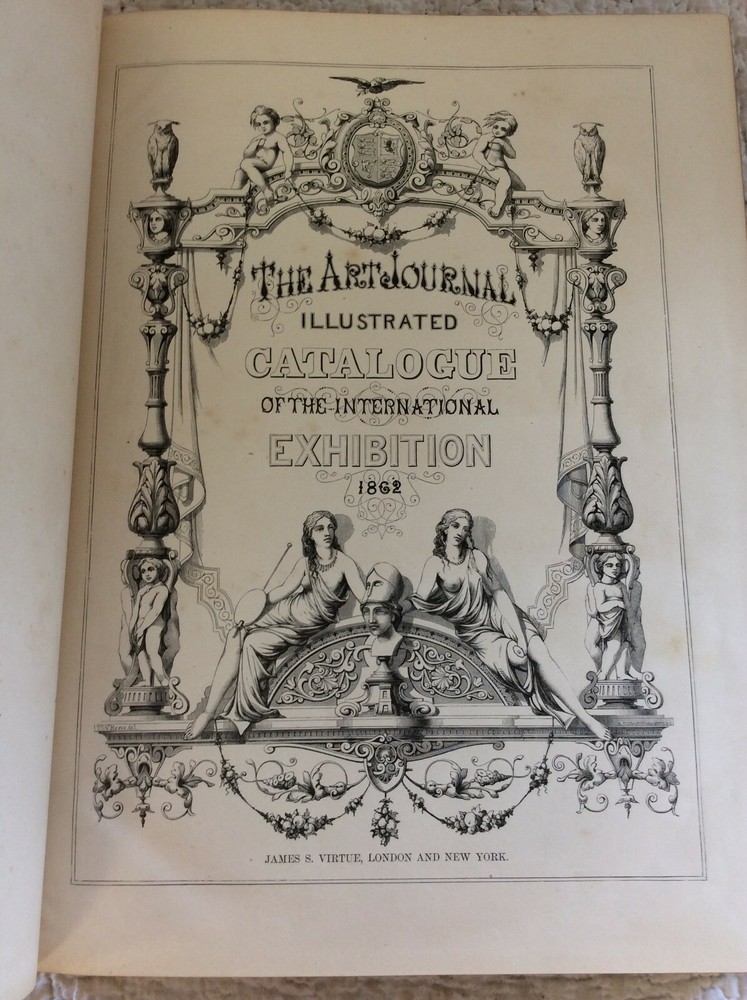 THE ART JOURNAL
ILLUSTRATED
CATALOGUE
OF THE INTERNATIONAL
EXHIBITION
1862
JAMES S. VIRTUE, LONDON AND NEW YORK.